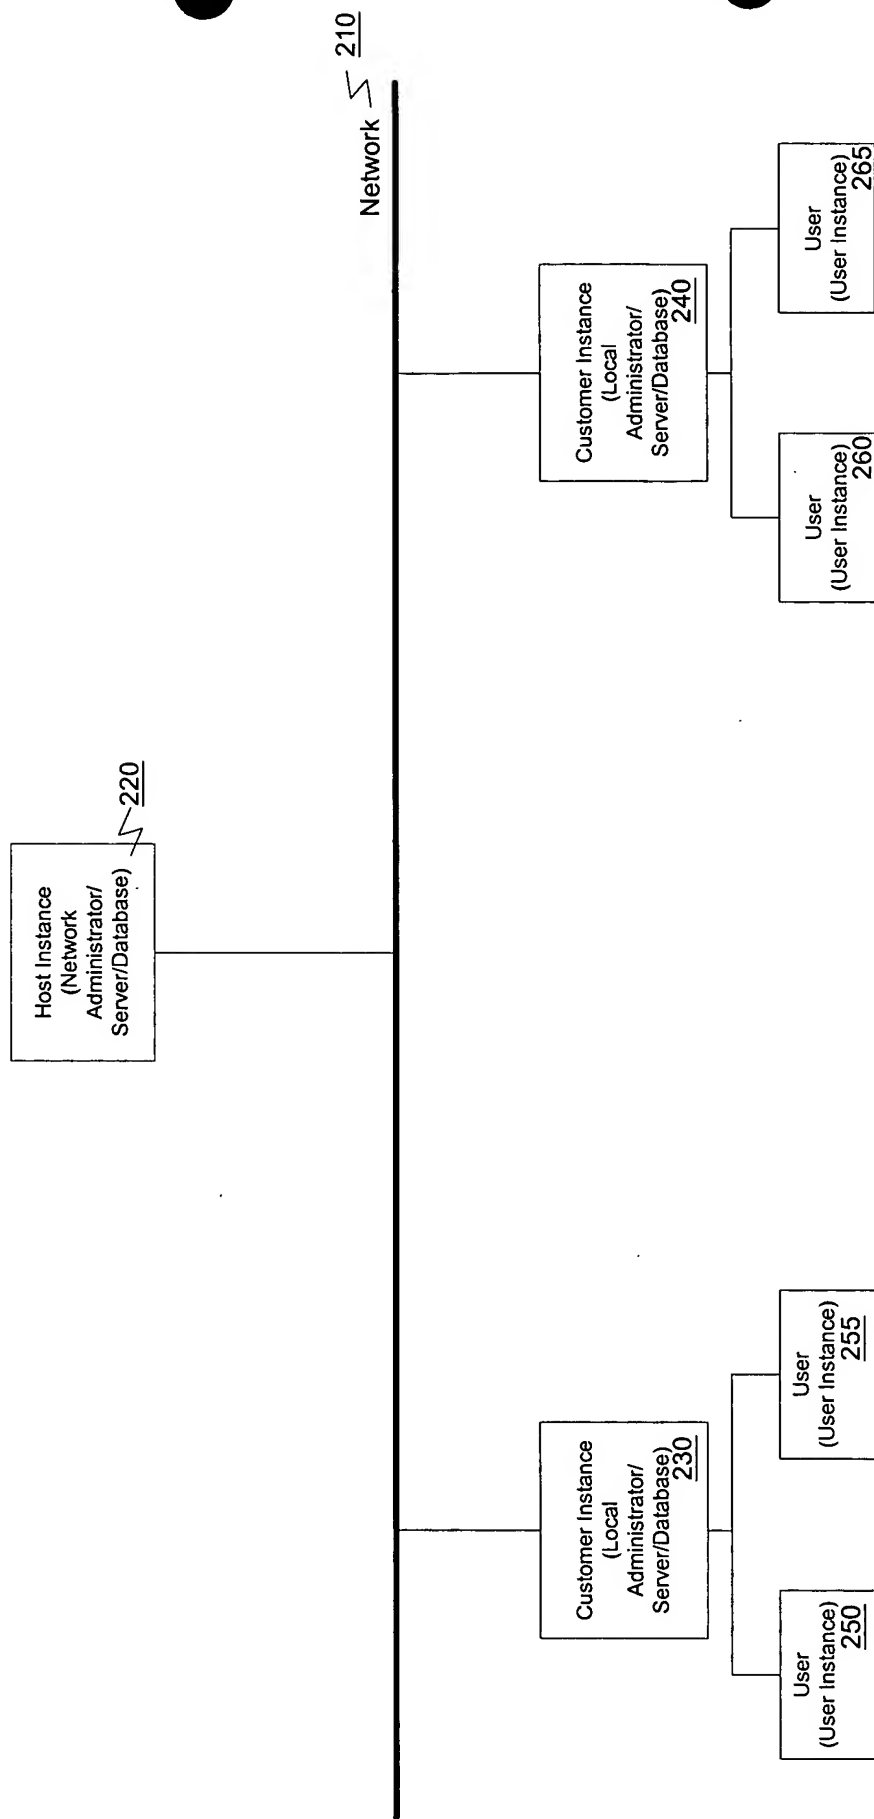 Host Instance
(Network
Administrator/
Server/Database)
220
Network
210
Customer Instance
(Local
Administrator/
Server/Database)
230
Customer Instance
(Local
Administrator/
Server/Database)
240
User
(User Instance)
250
User
(User Instance)
255
User
(User Instance)
260
User
(User Instance)
265